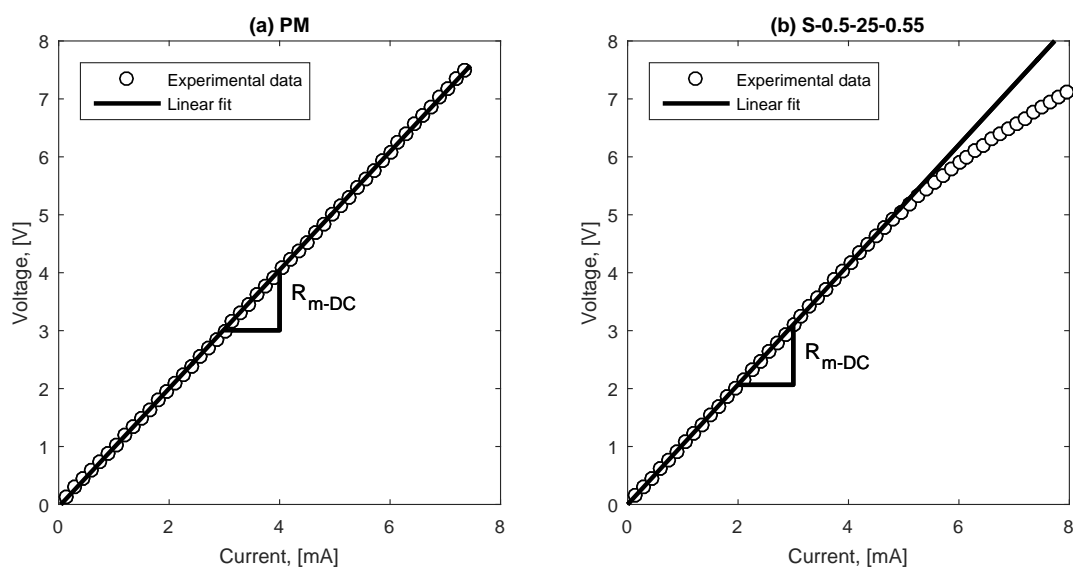 (a) PM
8
7
6
5
4
3
2
1
0
Voltage, [V]
Experimental data
Linear fit
R_m-DC
0 2 4 6 8
Current, [mA]
(b) S-0.5-25-0.55
8
7
6
5
4
3
2
1
0
Voltage, [V]
Experimental data
Linear fit
R_m-DC
0 2 4 6 8
Current, [mA]